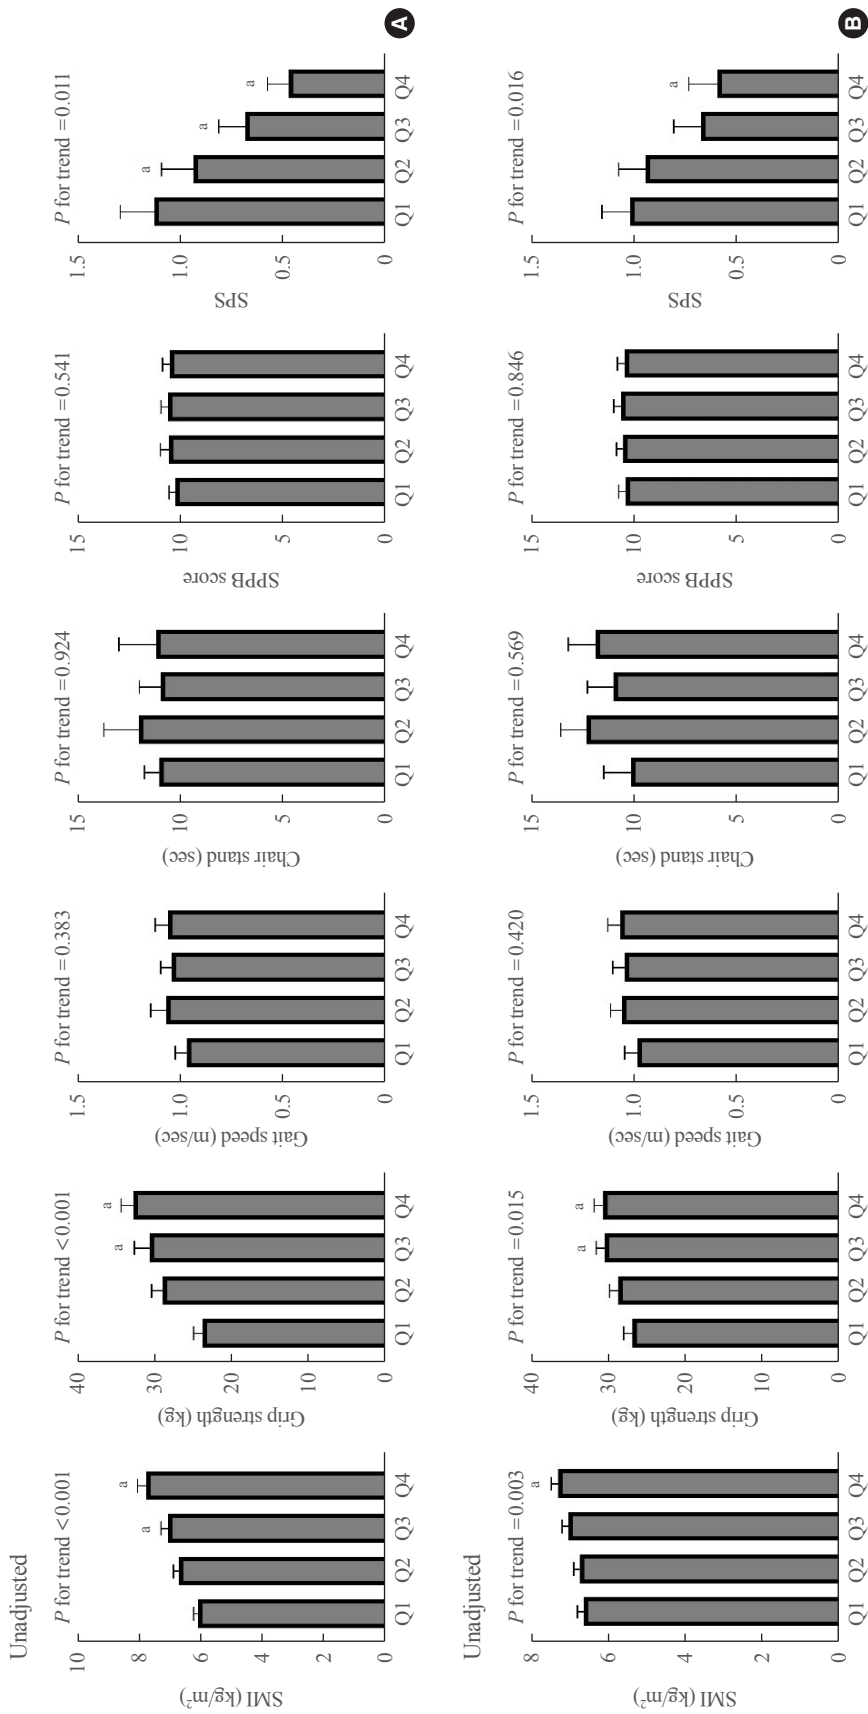 Unadjusted
P for trend <0.001
SMI (kg/m²)
10
8
6
4
2
0
Q1 Q2 Q3 Q4
a a
P for trend <0.001
Grip strength (kg)
40
30
20
10
0
Q1 Q2 Q3 Q4
a a
P for trend =0.383
Gait speed (m/sec)
1.5
1.0
0.5
0
Q1 Q2 Q3 Q4
P for trend =0.924
Chair stand (sec)
15
10
5
0
Q1 Q2 Q3 Q4
P for trend =0.541
SPPB score
15
10
5
0
Q1 Q2 Q3 Q4
P for trend =0.011
SPS
1.5
1.0
0.5
0
Q1 Q2 Q3 Q4
a a a
A
Unadjusted
P for trend =0.003
SMI (kg/m²)
8
6
4
2
0
Q1 Q2 Q3 Q4
a
P for trend =0.015
Grip strength (kg)
40
30
20
10
0
Q1 Q2 Q3 Q4
a a
P for trend =0.420
Gait speed (m/sec)
1.5
1.0
0.5
0
Q1 Q2 Q3 Q4
P for trend =0.569
Chair stand (sec)
15
10
5
0
Q1 Q2 Q3 Q4
P for trend =0.846
SPPB score
15
10
5
0
Q1 Q2 Q3 Q4
P for trend =0.016
SPS
1.5
1.0
0.5
0
Q1 Q2 Q3 Q4
a
B